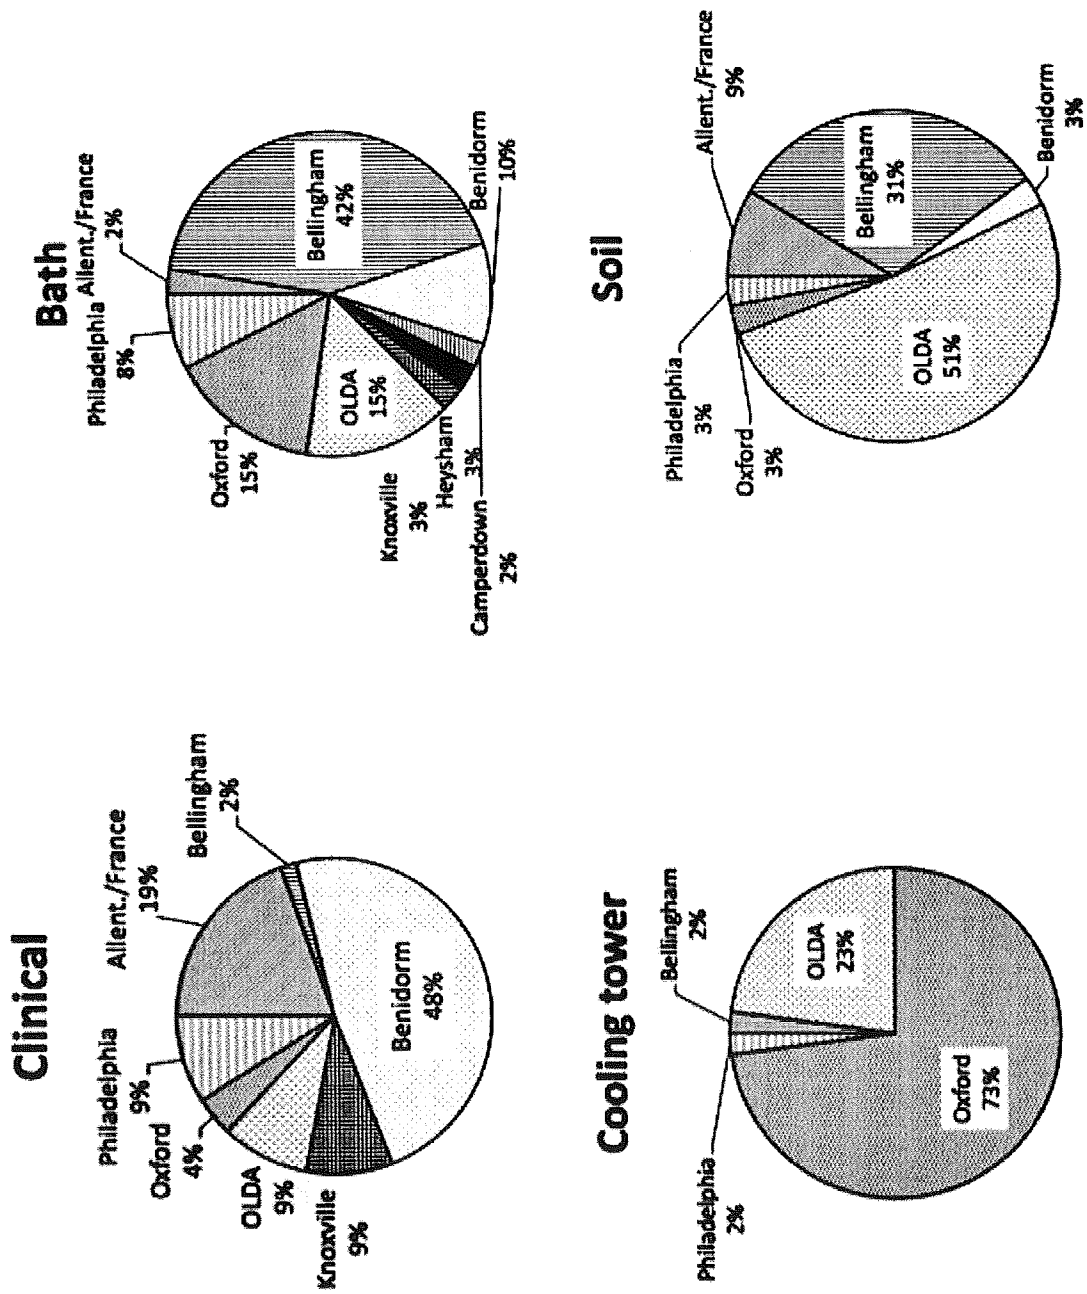 Clinical
Allent./France
19%
Bellingham
2%
Benidorm
48%
Knoxville
9%
OLDA
9%
Oxford
4%
Philadelphia
9%
Bath
Allent./France
2%
Bellingham
42%
Benidorm
10%
Camperdown
2%
Heysham
3%
Knoxville
3%
OLDA
15%
Oxford
15%
Philadelphia
8%
Cooling tower
Bellingham
2%
OLDA
23%
Oxford
73%
Philadelphia
2%
Soil
Allent./France
9%
Bellingham
31%
Benidorm
3%
OLDA
51%
Oxford
3%
Philadelphia
3%